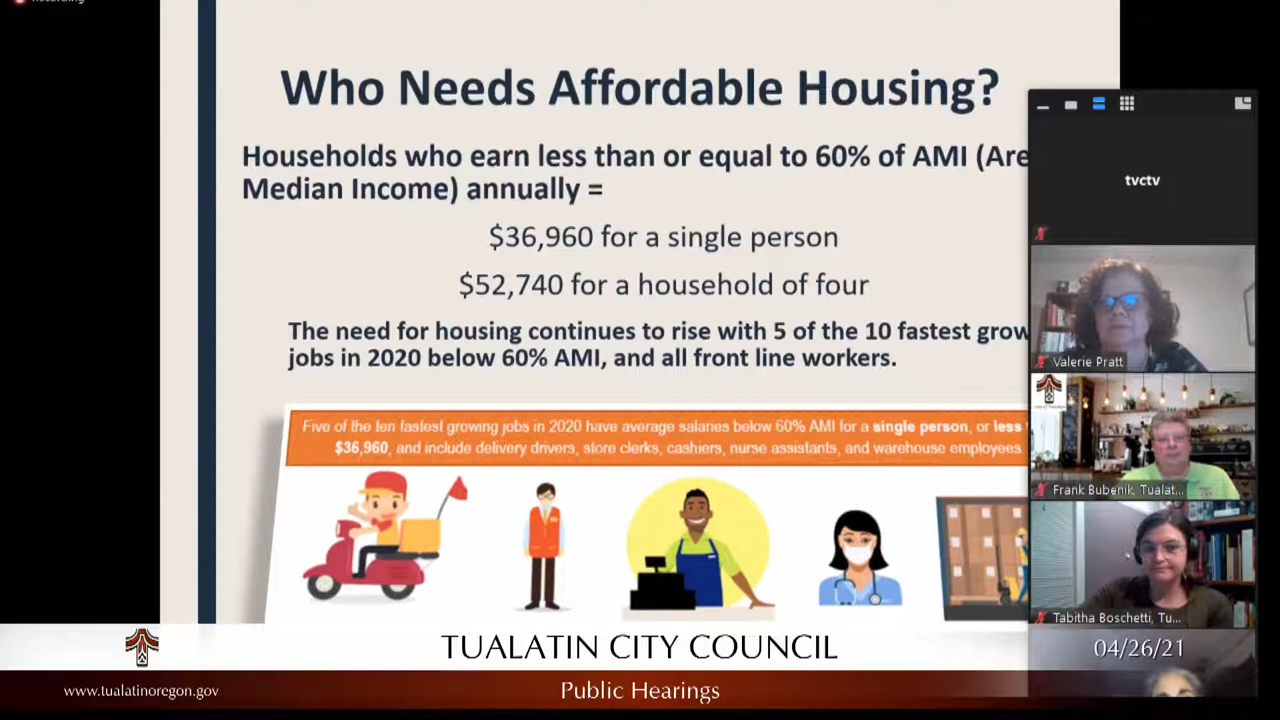 Who Needs Affordable Housing?
Households who earn less than or equal to 60% of AMI (Are
Median Income) annually =
$36,960 for a single person
$52,740 for a household of four
The need for housing continues to rise with 5 of the 10 fastest grow
jobs in 2020 below 60% AMI, and all front line workers.
Five of the ten fastest growing jobs in 2020 have average salaries below 60% AMI for a single person, or less
$36,960, and include delivery drivers, store clerks, cashiers, nurse assistants, and warehouse employees
tvctv
Valerie Pratt
Frank Bubenik, Tualat...
Tabitha Boschetti, Tu...
TUALATIN CITY COUNCIL
04/26/21
www.tualatinoregon.gov
Public Hearings